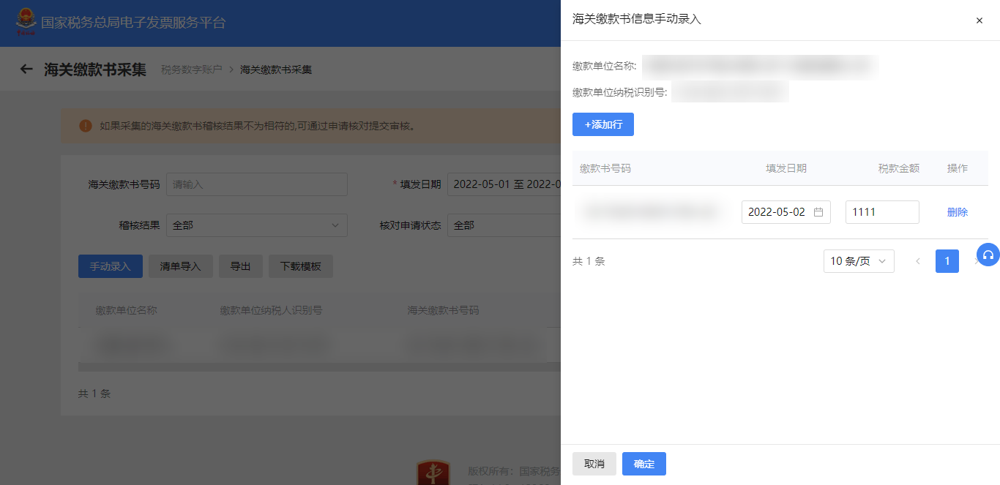 国家税务总局电子发票服务平台
海关缴款书采集 税务数字账户 > 海关缴款书采集
如果采集的海关缴款书稽核结果不为相符的,可通过申请核对提交审核。
海关缴款书号码 请输入 * 填发日期 2022-05-01 至 2022-0
稽核结果 全部 核对申请状态 全部
手动录入 清单导入 导出 下载模板
缴款单位名称 缴款单位纳税人识别号 海关缴款书号码
共 1 条
版权所有：国家税务
海关缴款书信息手动录入
缴款单位名称:
缴款单位纳税识别号:
+添加行
缴款书号码 填发日期 税款金额 操作
2022-05-02 1111 删除
共 1 条 10 条/页 1
取消 确定